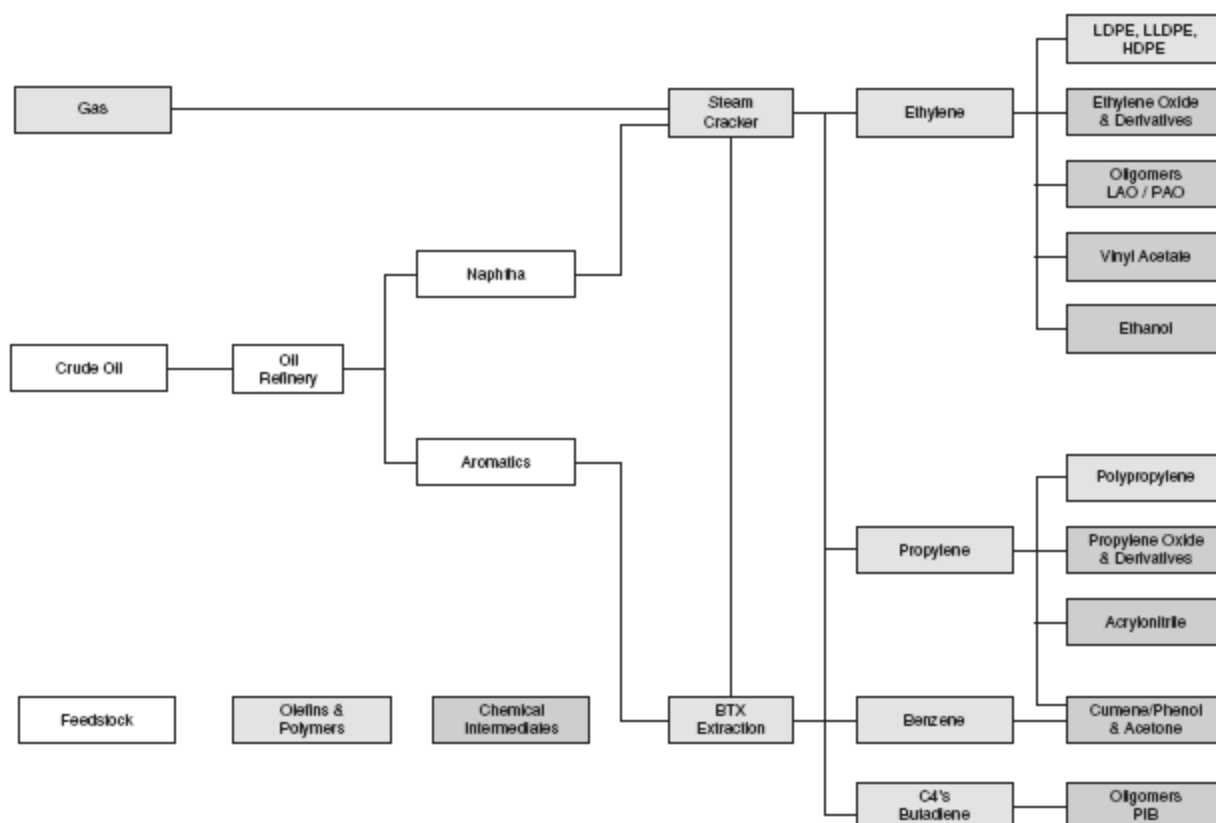 LDPE, LLDPE,
HDPE
Gas
Steam
Cracker
Ethylene
Ethylene Oxide
& Derivatives
Oligomers
LAO / PAO
Naphtha
Vinyl Acetate
Ethanol
Crude Oil
Oil
Refinery
Aromatics
Polypropylene
Propylene
Propylene Oxide
& Derivatives
Acrylonitrile
Feedstock
Olefins &
Polymers
Chemical
Intermediates
BTX
Extraction
Benzene
Cumene/Phenol
& Acetone
C4's
Butadiene
Oligomers
PIB